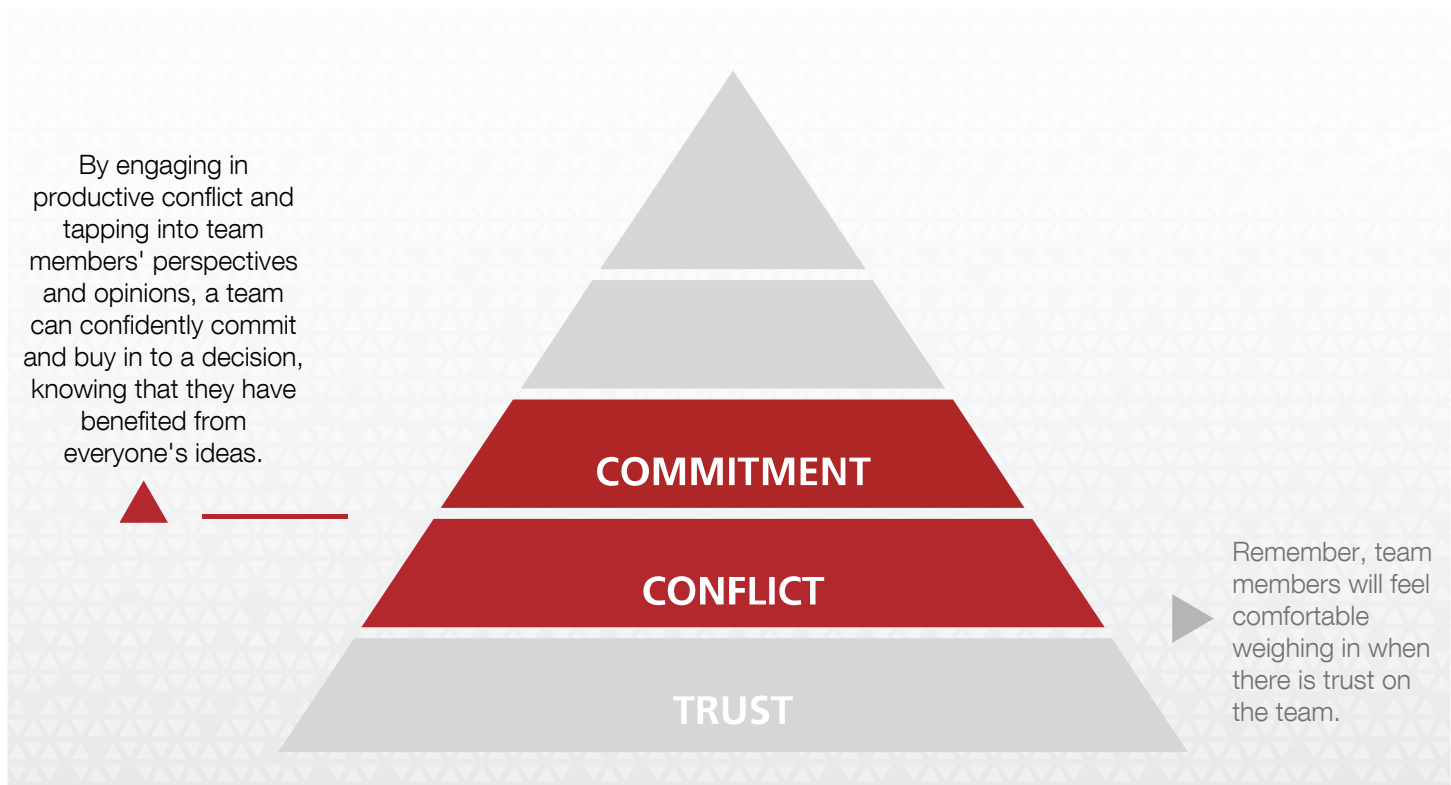 By engaging in
productive conflict and
tapping into team
members' perspectives
and opinions, a team
can confidently commit
and buy in to a decision,
knowing that they have
benefited from
everyone's ideas.
COMMITMENT
CONFLICT
TRUST
Remember, team
members will feel
comfortable
weighing in when
there is trust on
the team.